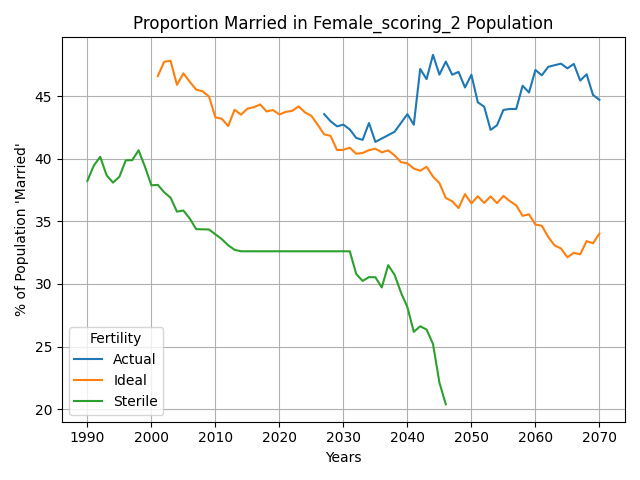 Proportion Married in Female_scoring_2 Population
% of Population 'Married'
45
40
35
30
25
20
Fertility
Actual
Ideal
Sterile
1990 2000 2010 2020 2030 2040 2050 2060 2070
Years